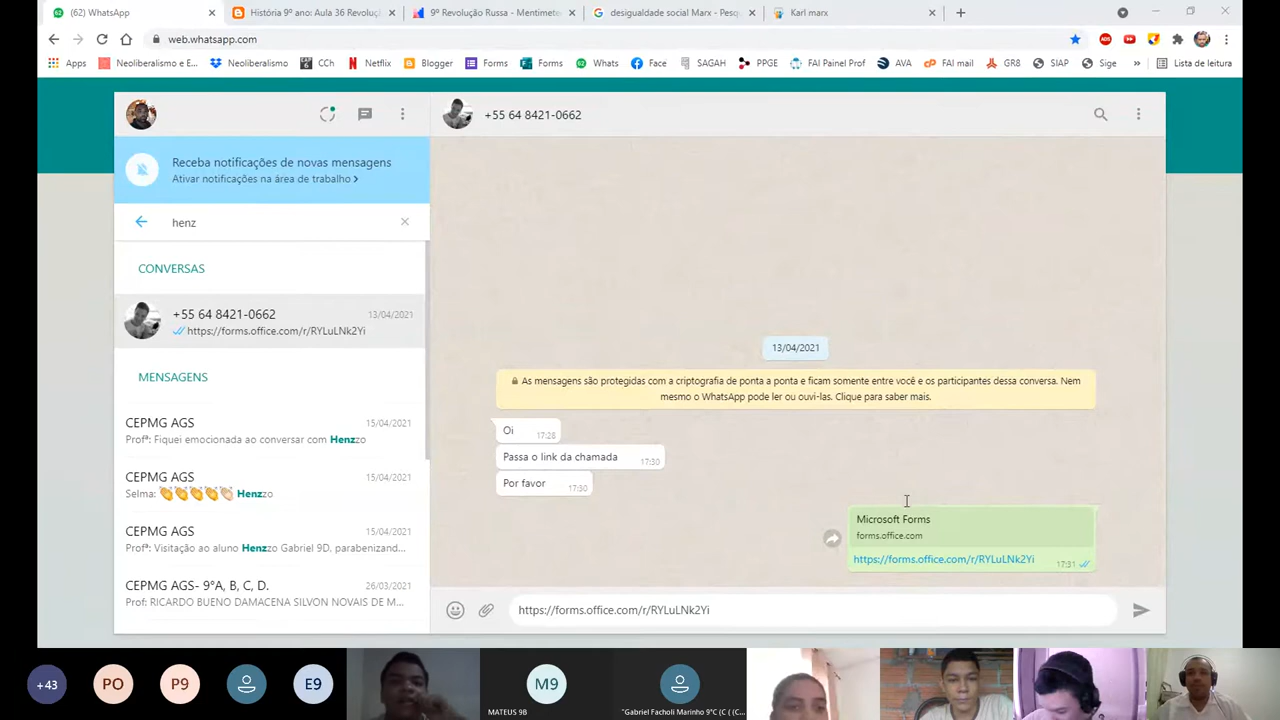 (62) WhatsApp
História 9º ano: Aula 36 Revoluç
9º Revolução Russa - Mentimete
desigualdade social Marx - Pesq
Karl marx
web.whatsapp.com
Apps
Neoliberalismo e E...
Neoliberalismo
CCh
Netflix
Blogger
Forms
Forms
Whats
Face
SAGAH
PPGE
FAI Painel Prof
AVA
FAI mail
GR8
SIAP
Sige
»
Lista de leitura
+55 64 8421-0662
Receba notificações de novas mensagens
Ativar notificações na área de trabalho
henz
CONVERSAS
+55 64 8421-0662
13/04/2021
https://forms.office.com/r/RYLuLNk2Yi
MENSAGENS
CEPMG AGS
15/04/2021
Profª: Fiquei emocionada ao conversar com Henzzo
CEPMG AGS
15/04/2021
Selma: 👏👏👏👏👏 Henzzo
CEPMG AGS
15/04/2021
Profª: Visitação ao aluno Henzzo Gabriel 9D, parabenizand...
CEPMG AGS- 9°A, B, C, D.
26/03/2021
Prof: RICARDO BUENO DAMACENA SILVON NOVAIS DE M...
13/04/2021
As mensagens são protegidas com a criptografia de ponta a ponta e ficam somente entre você e os participantes dessa conversa. Nem
mesmo o WhatsApp pode ler ou ouvi-las. Clique para saber mais.
Oi
17:28
Passa o link da chamada
17:30
Por favor
17:30
Microsoft Forms
forms.office.com
https://forms.office.com/r/RYLuLNk2Yi
17:31
https://forms.office.com/r/RYLuLNk2Yi
+43
PO
P9
E9
M9
MATEUS 9B
"Gabriel Facholi Marinho 9°C (C ( (C...